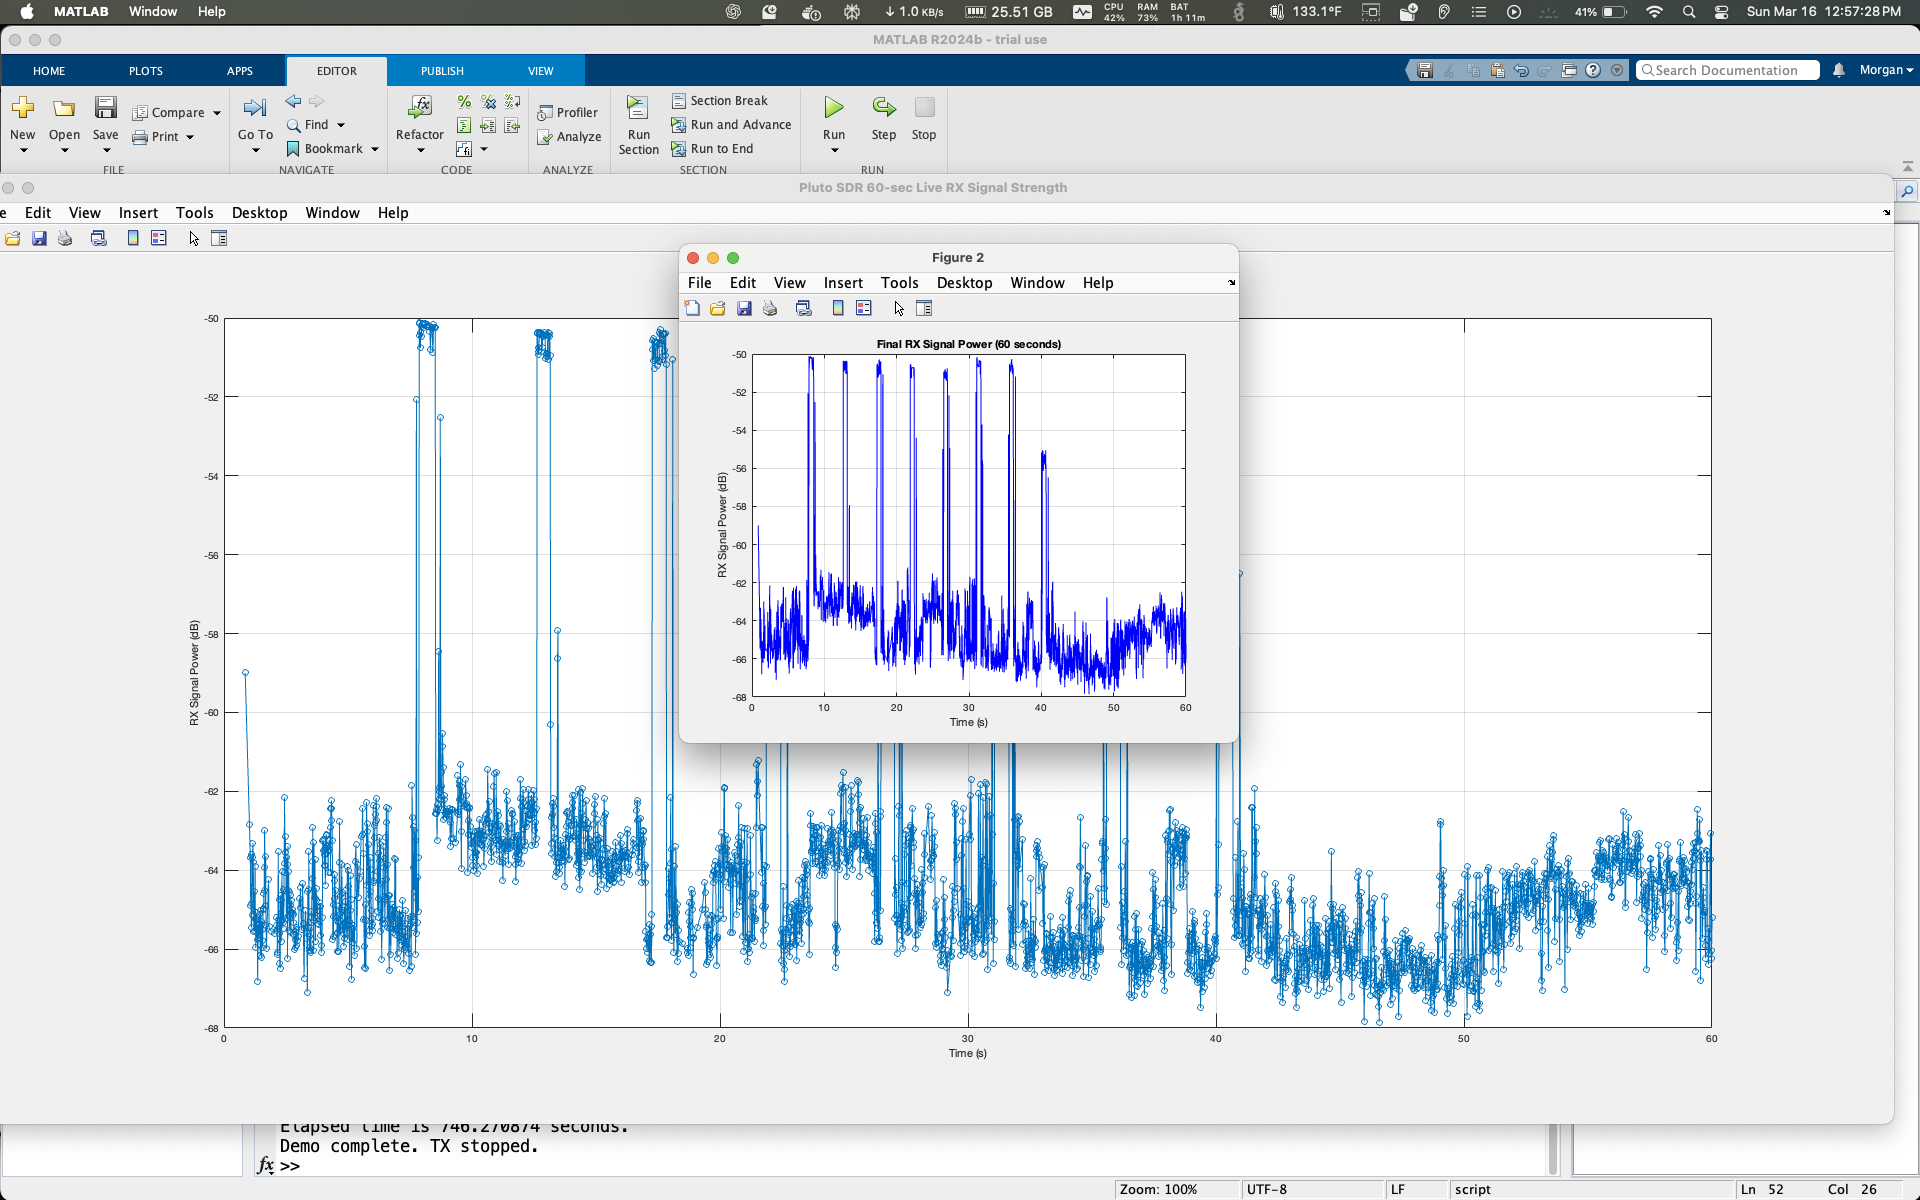 MATLAB Window Help ↓ 1.0 KB/s 25.51 GB CPU 42% RAM 73% BAT 1h 11m 133.1°F 41% Sun Mar 16 12:57:28 PM
MATLAB R2024b - trial use
HOME PLOTS APPS EDITOR PUBLISH VIEW Search Documentation Morgan
New Open Save Compare Print
Go To Find Bookmark
Refactor
Profiler Analyze
Run Section Section Break Run and Advance Run to End
Run Step Stop
FILE NAVIGATE CODE ANALYZE SECTION RUN
Pluto SDR 60-sec Live RX Signal Strength
e Edit View Insert Tools Desktop Window Help
Figure 2
File Edit View Insert Tools Desktop Window Help
Final RX Signal Power (60 seconds)
-50
-52
-54
-56
-58
-60
-62
-64
-66
-68
RX Signal Power (dB)
0 10 20 30 40 50 60
Time (s)
-50
-52
-54
-56
-58
-60
-62
-64
-66
-68
RX Signal Power (dB)
0 10 20 30 40 50 60
Time (s)
Elapsed time is 746.270874 seconds.
Demo complete. TX stopped.
fx >>
Zoom: 100% UTF-8 LF script Ln 52 Col 26